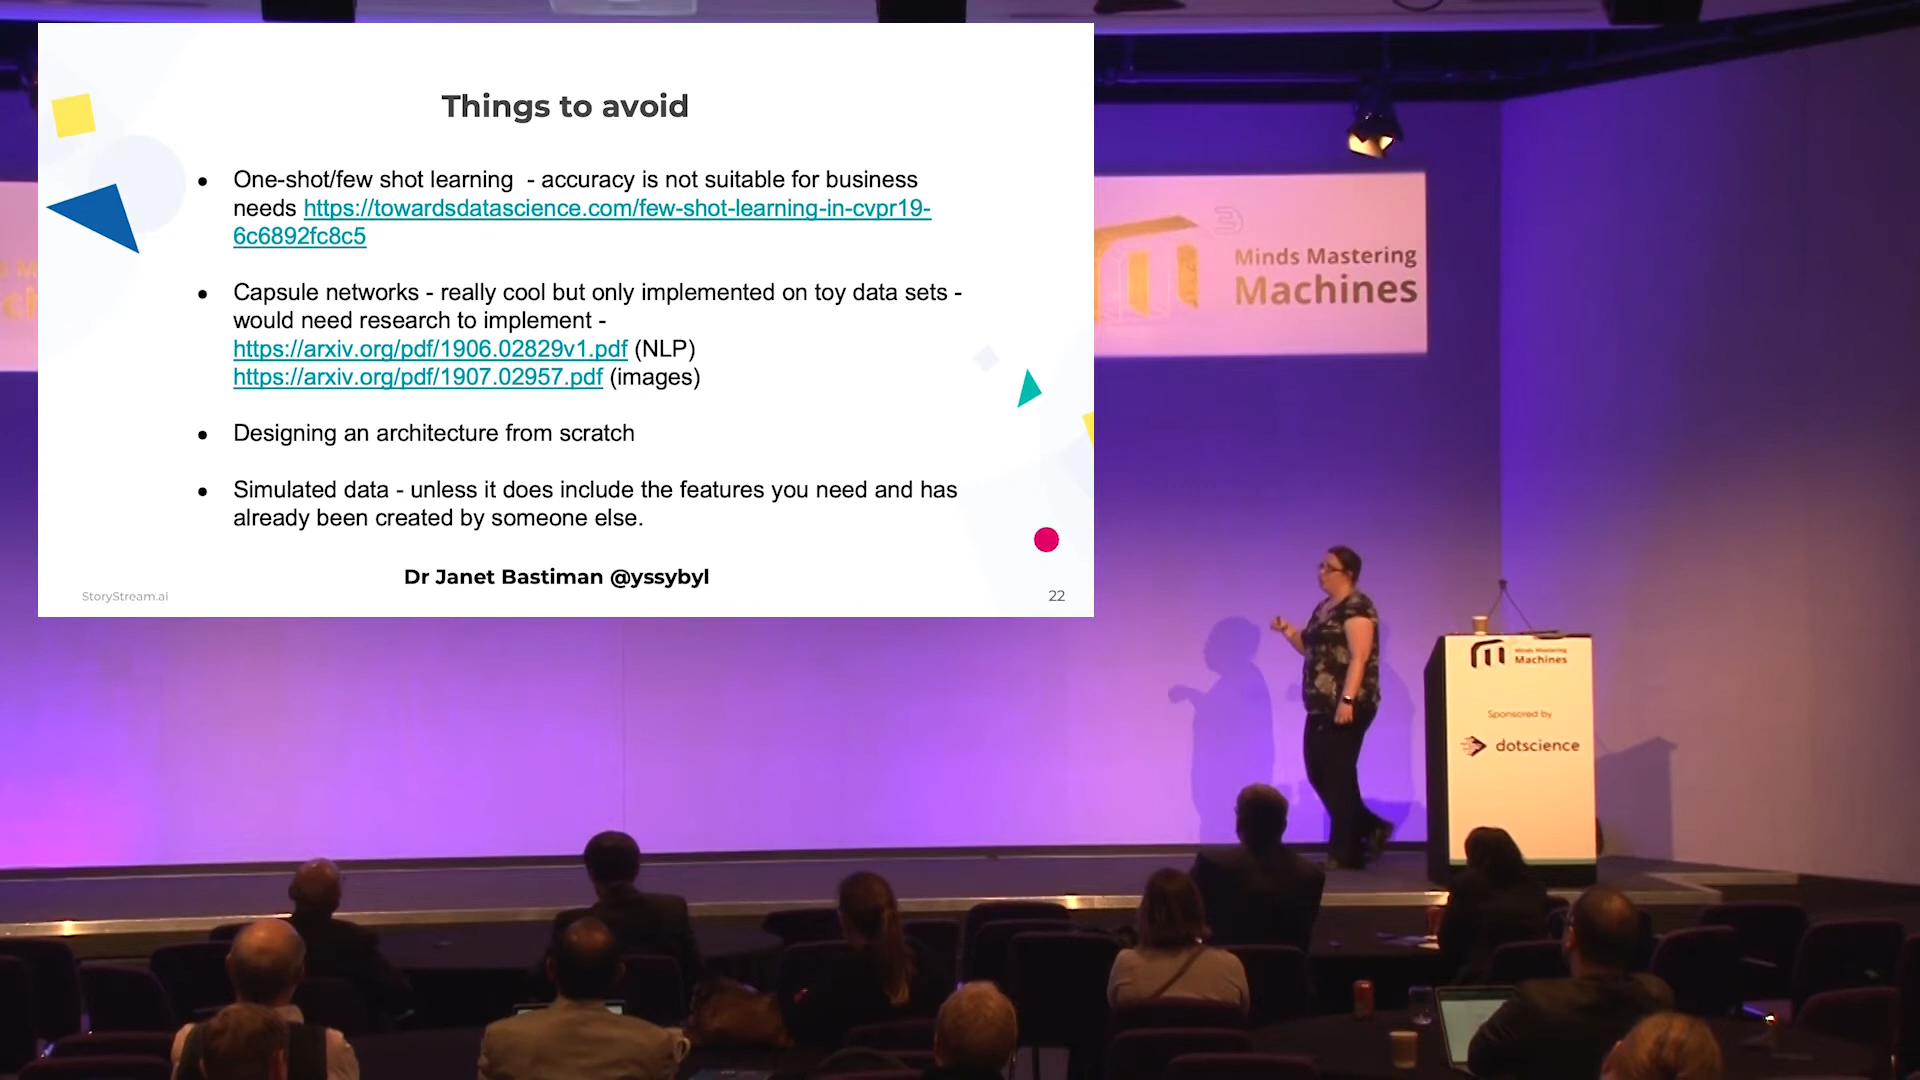 Things to avoid
● One-shot/few shot learning  - accuracy is not suitable for business
needs https://towardsdatascience.com/few-shot-learning-in-cvpr19-
6c6892fc8c5
● Capsule networks - really cool but only implemented on toy data sets -
would need research to implement -
https://arxiv.org/pdf/1906.02829v1.pdf (NLP)
https://arxiv.org/pdf/1907.02957.pdf (images)
● Designing an architecture from scratch
● Simulated data - unless it does include the features you need and has
already been created by someone else.
Dr Janet Bastiman @yssybyl
StoryStream.ai
22
Minds Mastering
Machines
Minds Mastering
Machines
Sponsored by
dotscience